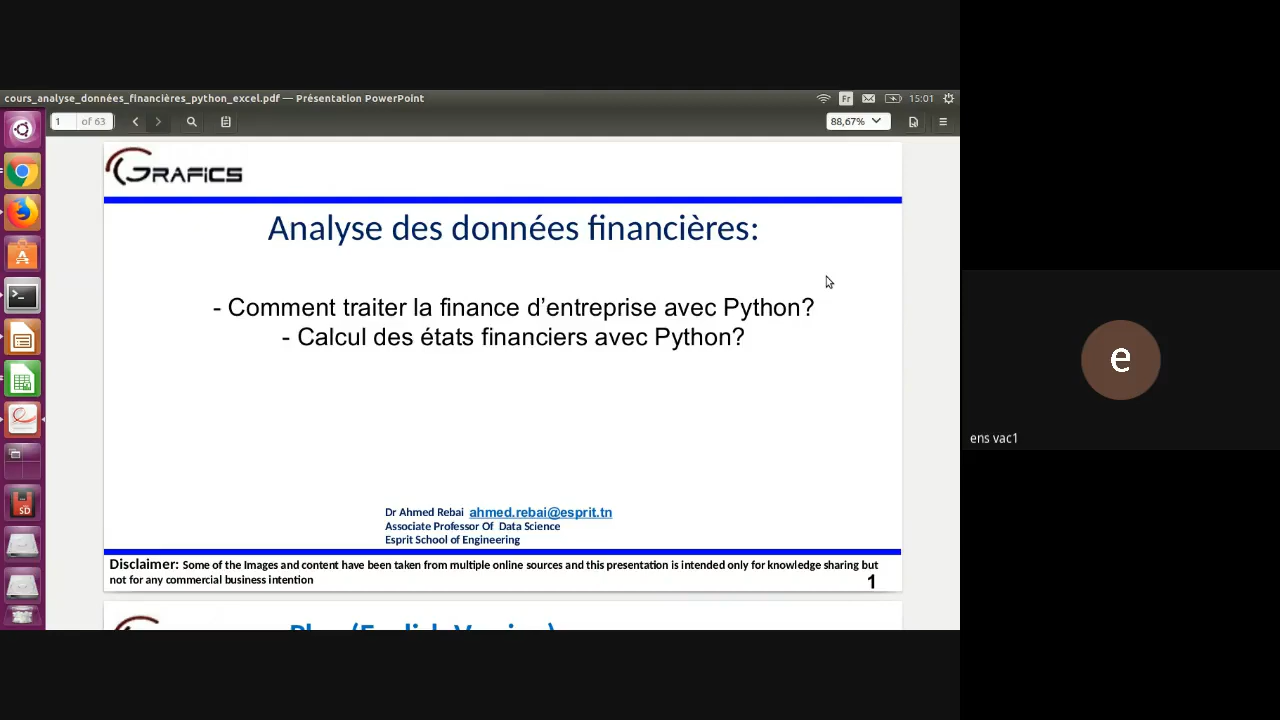 cours_analyse_données_financières_python_excel.pdf — Présentation PowerPoint
Fr
15:01
1 of 63
88,67%
GRAFICS
Analyse des données financières:
- Comment traiter la finance d’entreprise avec Python?
- Calcul des états financiers avec Python?
Dr Ahmed Rebai ahmed.rebai@esprit.tn
Associate Professor Of Data Science
Esprit School of Engineering
Disclaimer: Some of the Images and content have been taken from multiple online sources and this presentation is intended only for knowledge sharing but
not for any commercial business intention
1
Plan (English Version)
SD
e
ens vac1